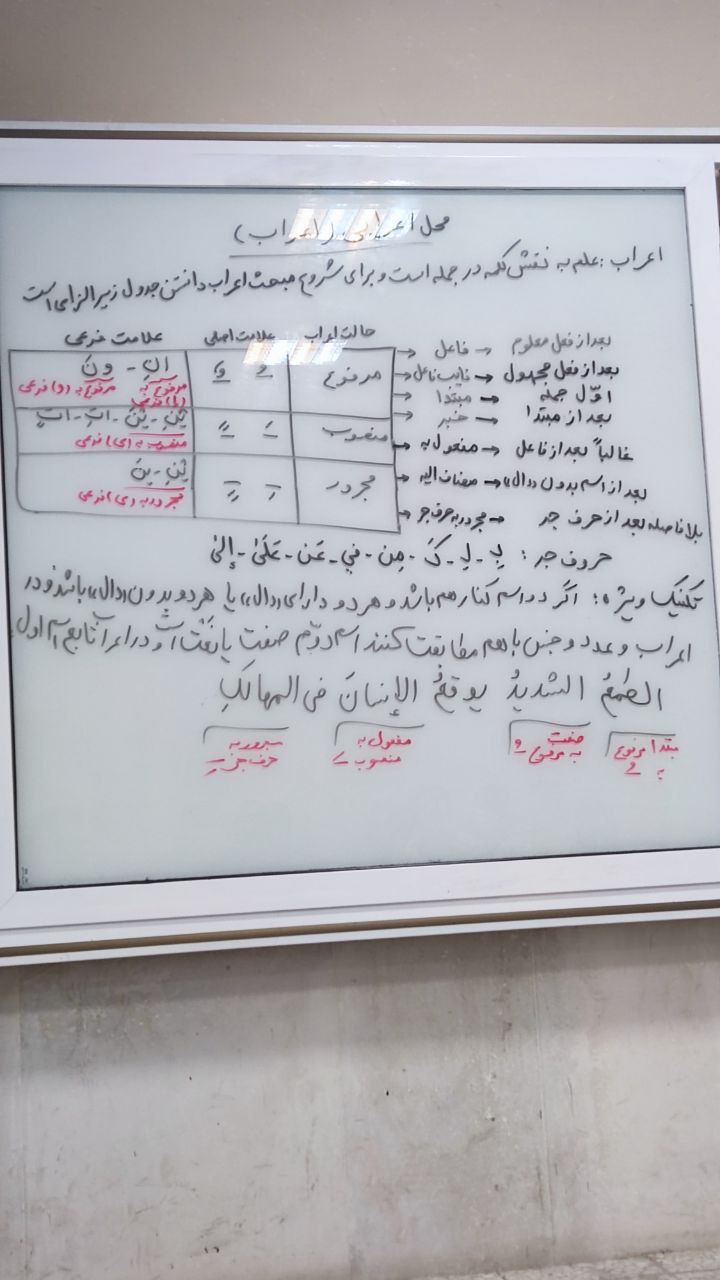 محل اعرابی (اعراب)
اعراب: علم به نقش کلمه در جمله است و برای شروع مبحث اعراب دانستن جدول زیر الزامی است
حالت اعراب علامت اصلی علامت فرعی
مرفوع ـُ ـٌ انِ - ونَ
مرفوع به (ا) فرعی مرفوع به (و) فرعی
منصوب ـَ ـً یْنِ - ینَ - اتِ - اتٍ
منصوب به (ی) فرعی
مجرور ـِ ـٍ یْنِ - ینَ
مجرور به (ی) فرعی
بعد از فعل معلوم → فاعل →
بعد از فعل مجهول → نایب فاعل →
اوّل جمله → مبتدا →
بعد از مبتدا → خبر →
غالباً بعد از فاعل → مفعول به →
بعد از اسم بدون «ال» → مضاف الیه →
بلافاصله بعد از حرف جر → مجرور به حرف جر →
حروف جر: بِـ - لِـ - کَـ - مِن - فی - عَن - عَلَیٰ - إلیٰ
تکنیک ویژه: اگر دو اسم کنار هم باشد و هر دو دارای «ال» یا هر دو بدون «ال» باشد و در
اعراب و عدد و جنس با هم مطابقت کنند اسم دوّم صفت یا نَعْت است و در اعراب تابع اسم اول
الطمعُ الشدیدُ یوقعُ الإنسانَ فی المهالکِ
مبتدا مرفوع به ـُ
صفت مرفوع به ـُ
مفعول به منصوب ـَ
مجرور به حرف جر ـِ